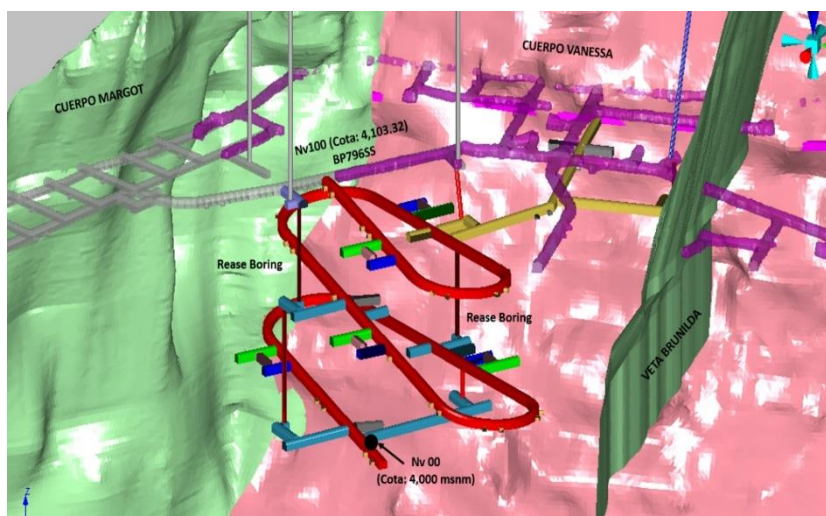 CUERPO VANESSA
CUERPO MARGOT
Nv100 (Cota: 4,103.32)
BP796SS
Rease Boring
Rease Boring
VETA BRUNILDA
Nv 00
(Cota: 4,000 msnm)
Z